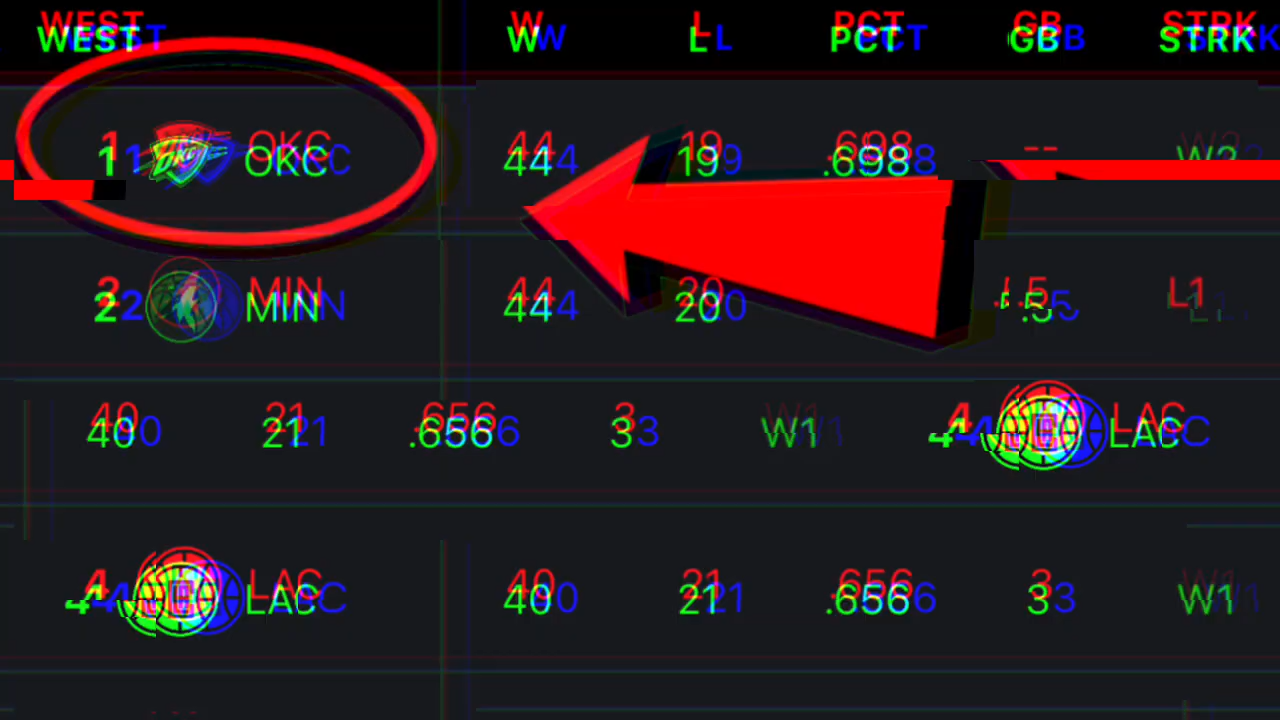 WEST W L PCT GB STRK
1 OKC OKC 44 19 .698 -- W2
2 MIN 44 20 .5 L1
40 21 .656 3 W1 4 LAC
4 LAC 40 21 .656 3 W1